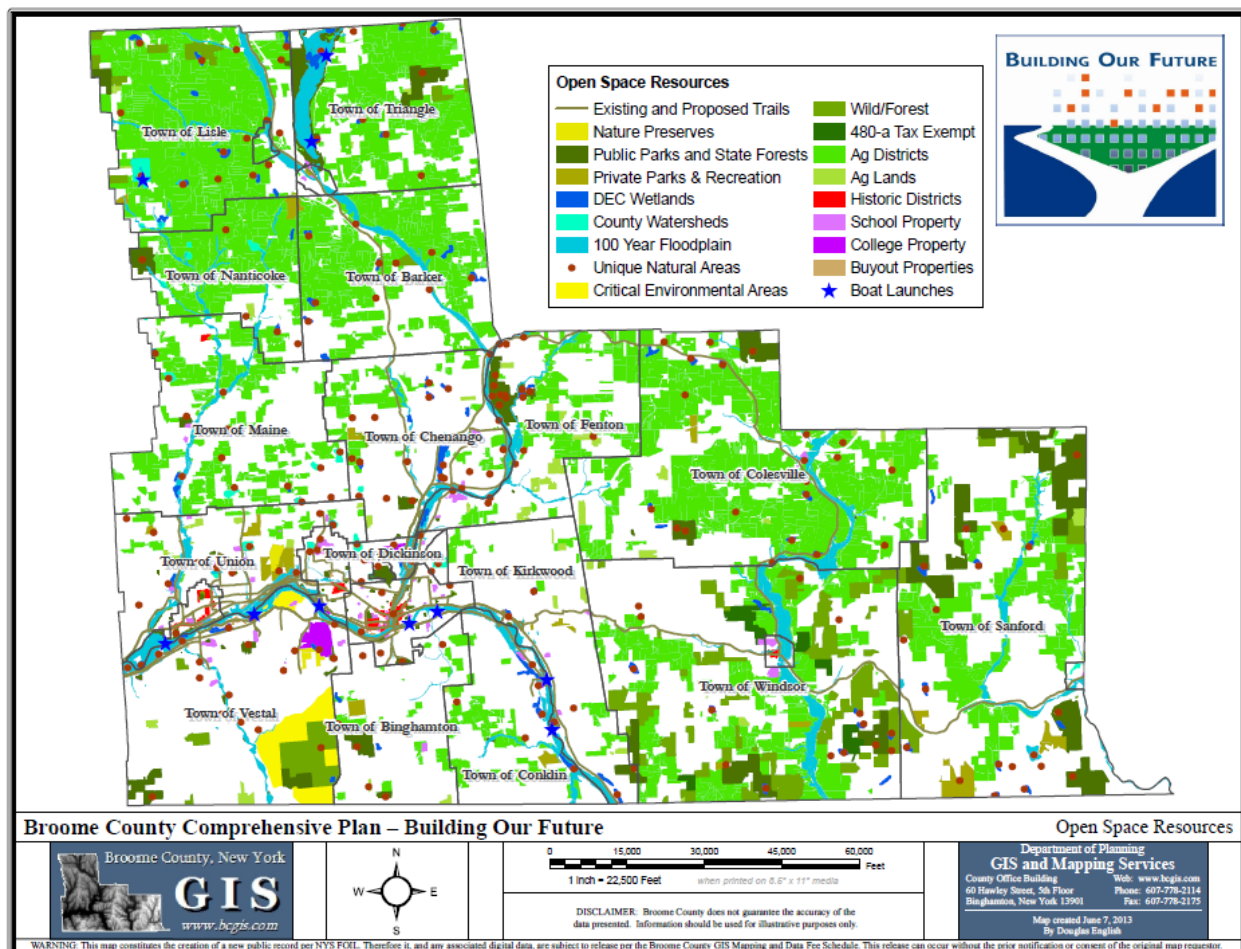 BUILDING OUR FUTURE
Open Space Resources
Existing and Proposed Trails
Nature Preserves
Public Parks and State Forests
Private Parks & Recreation
DEC Wetlands
County Watersheds
100 Year Floodplain
Unique Natural Areas
Critical Environmental Areas
Wild/Forest
480-a Tax Exempt
Ag Districts
Ag Lands
Historic Districts
School Property
College Property
Buyout Properties
Boat Launches
Town of Triangle
Town of Lisle
Town of Nanticoke
Town of Barker
Town of Maine
Town of Chenango
Town of Fenton
Town of Colesville
Town of Union
Town of Dickinson
Town of Kirkwood
Town of Sanford
Town of Windsor
Town of Vestal
Town of Binghamton
Town of Conklin
Broome County Comprehensive Plan – Building Our Future
Open Space Resources
Broome County, New York
GIS
www.bcgis.com
N
W
E
S
0 15,000 30,000 45,000 60,000
Feet
1 inch = 22,500 Feet
when printed on 8.5" x 11" media
DISCLAIMER: Broome County does not guarantee the accuracy of the
data presented. Information should be used for illustrative purposes only.
Department of Planning
GIS and Mapping Services
County Office Building Web: www.bcgis.com
60 Hawley Street, 5th Floor Phone: 607-778-2114
Binghamton, New York 13901 Fax: 607-778-2175
Map created June 7, 2013
By Douglas English
WARNING: This map constitutes the creation of a new public record per NYS FOIL. Therefore it, and any associated digital data, are subject to release per the Broome County GIS Mapping and Data Fee Schedule. This release can occur without the prior notification or consent of the original map requestor.